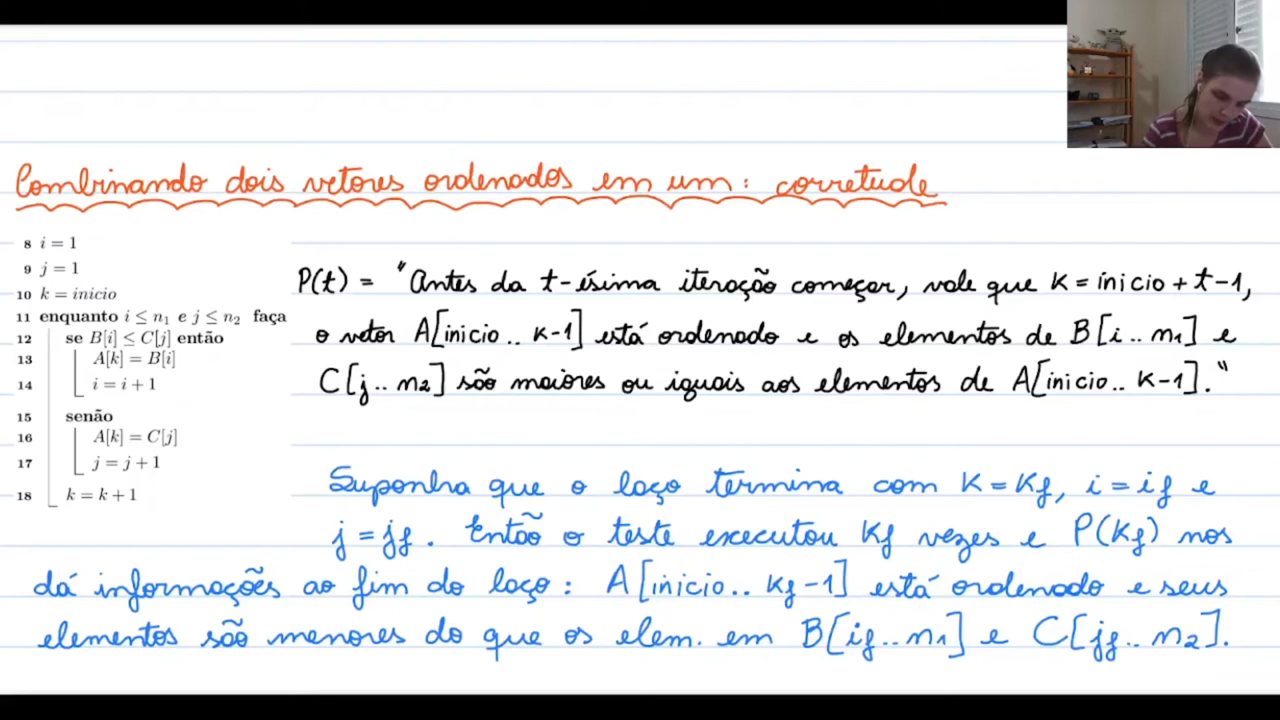 Combinando dois vetores ordenados em um: corretude
8 i = 1
9 j = 1
10 k = inicio
11 enquanto i ≤ n₁ e j ≤ n₂ faça
12 se B[i] ≤ C[j] então
13 A[k] = B[i]
14 i = i + 1
15 senão
16 A[k] = C[j]
17 j = j + 1
18 k = k + 1
P(t) = "Antes da t-ésima iteração começar, vale que k = início + t - 1,
o vetor A[inicio.. k-1] está ordenado e os elementos de B[i.. n₁] e
C[j.. n₂] são maiores ou iguais aos elementos de A[inicio.. k-1]."
Suponha que o laço termina com k = kf, i = if e
j = jf. Então o teste executou kf vezes e P(kf) nos
dá informações ao fim do laço: A[inicio.. kf-1] está ordenado e seus
elementos são menores do que os elem. em B[if.. n₁] e C[jf.. n₂].